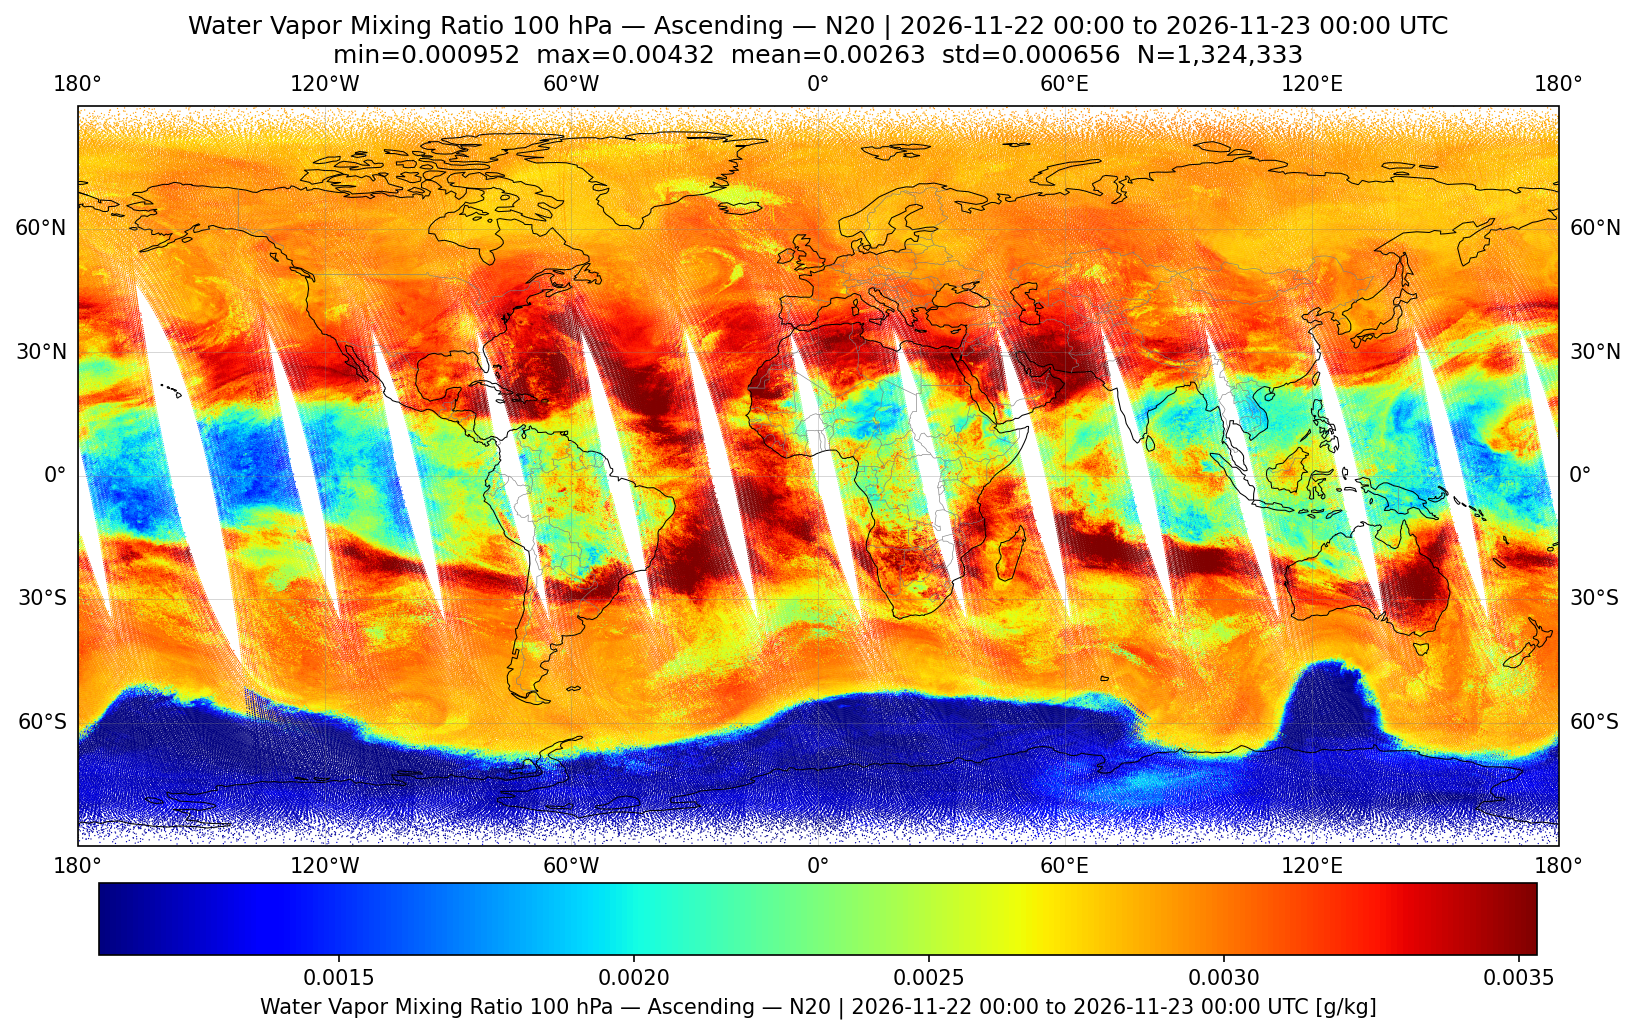 Water Vapor Mixing Ratio 100 hPa — Ascending — N20 | 2026-11-22 00:00 to 2026-11-23 00:00 UTC
min=0.000952 max=0.00432 mean=0.00263 std=0.000656 N=1,324,333
180° 120°W 60°W 0° 60°E 120°E 180°
60°N 60°N
30°N 30°N
0° 0°
30°S 30°S
60°S 60°S
180° 120°W 60°W 0° 60°E 120°E 180°
0.0015 0.0020 0.0025 0.0030 0.0035
Water Vapor Mixing Ratio 100 hPa — Ascending — N20 | 2026-11-22 00:00 to 2026-11-23 00:00 UTC [g/kg]